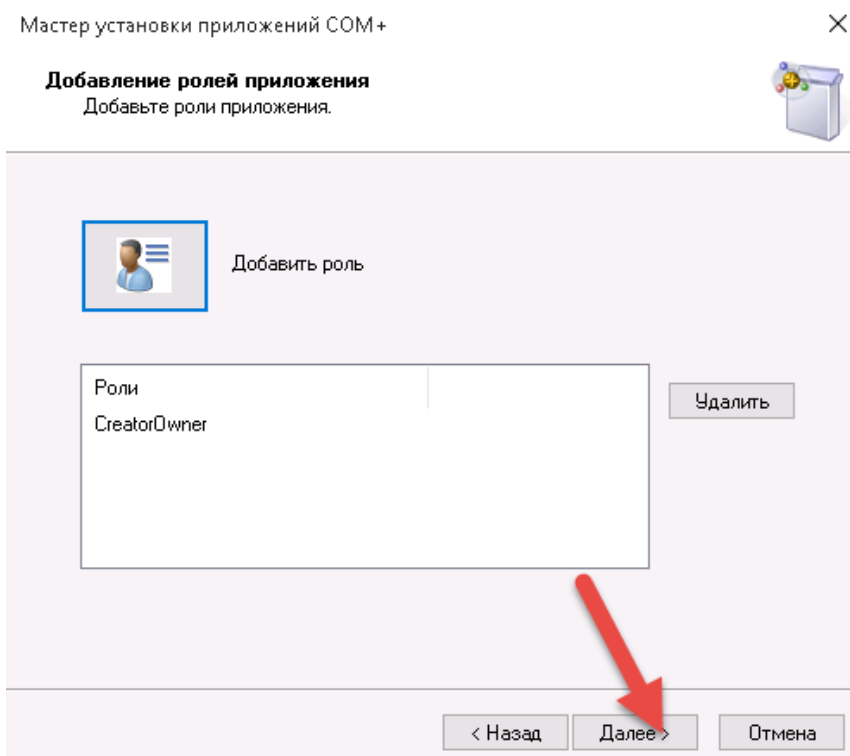 Мастер установки приложений COM+
Добавление ролей приложения
Добавьте роли приложения.
Добавить роль
Роли
CreatorOwner
Удалить
< Назад
Далее >
Отмена